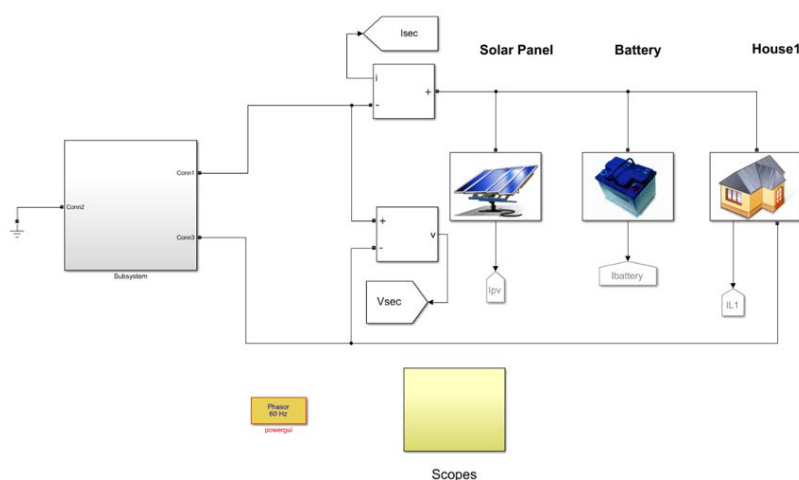 Isec
Solar Panel
Battery
House1
i
-
+
Conn1
Conn2
Conn3
Subsystem
+
v
-
Vsec
Ipv
Ibattery
IL1
Phasor
60 Hz
powergui
Scopes